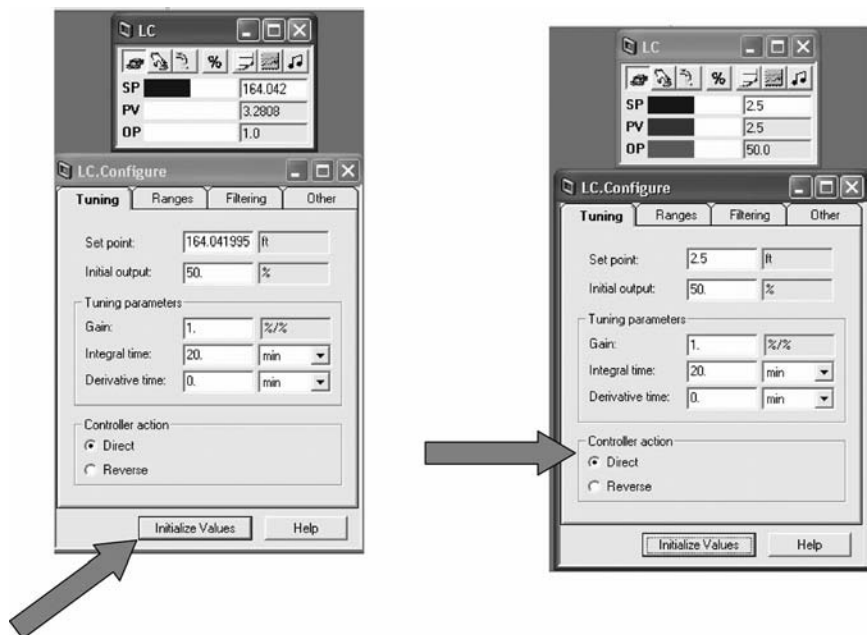 LC
%
SP 164.042
PV 3.2808
OP 1.0
LC.Configure
Tuning Ranges Filtering Other
Set point: 164.041995 ft
Initial output: 50. %
Tuning parameters
Gain: 1. %/%
Integral time: 20. min
Derivative time: 0. min
Controller action
Direct
Reverse
Initialize Values Help
LC
%
SP 2.5
PV 2.5
OP 50.0
LC.Configure
Tuning Ranges Filtering Other
Set point: 2.5 ft
Initial output: 50. %
Tuning parameters
Gain: 1. %/%
Integral time: 20. min
Derivative time: 0. min
Controller action
Direct
Reverse
Initialize Values Help